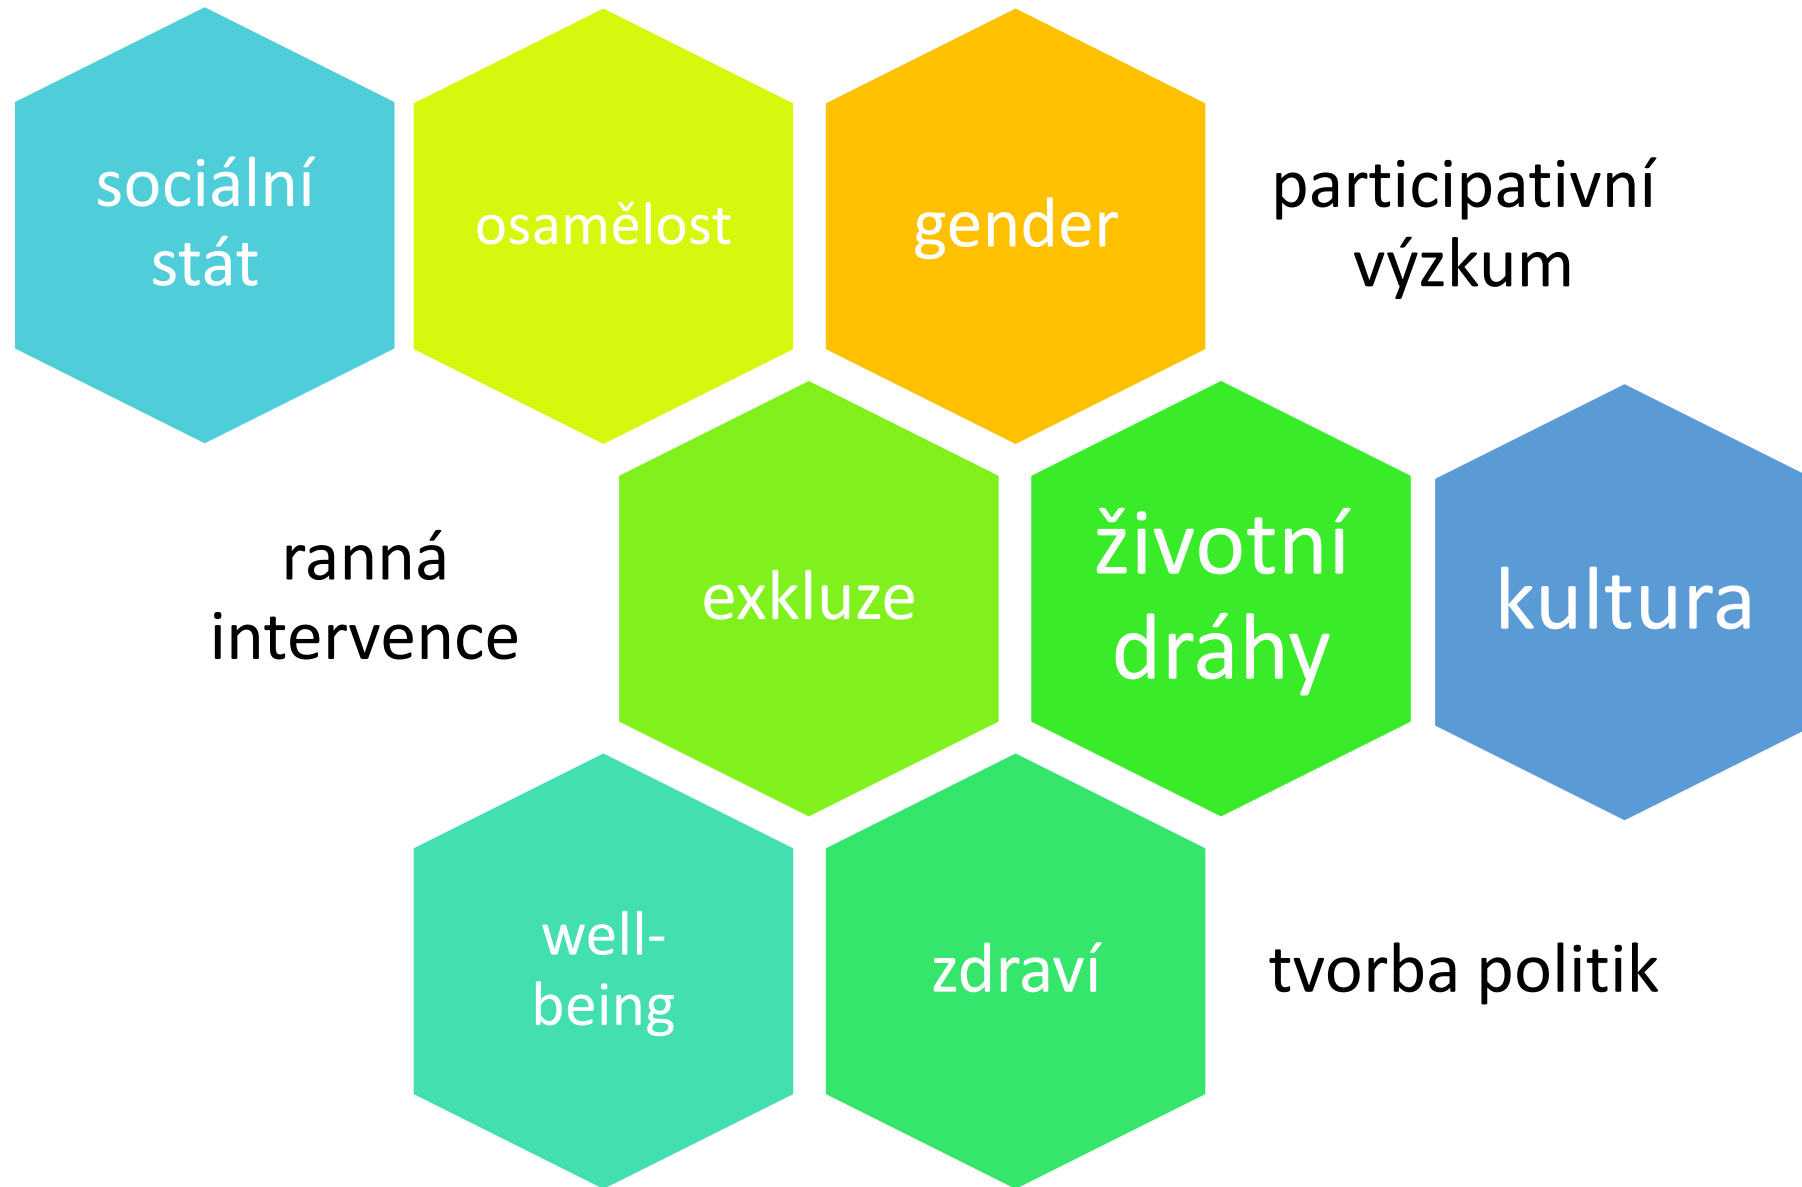 sociální
stát
osamělost
gender
participativní
výzkum
ranná
intervence
exkluze
životní
dráhy
kultura
well-
being
zdraví
tvorba politik